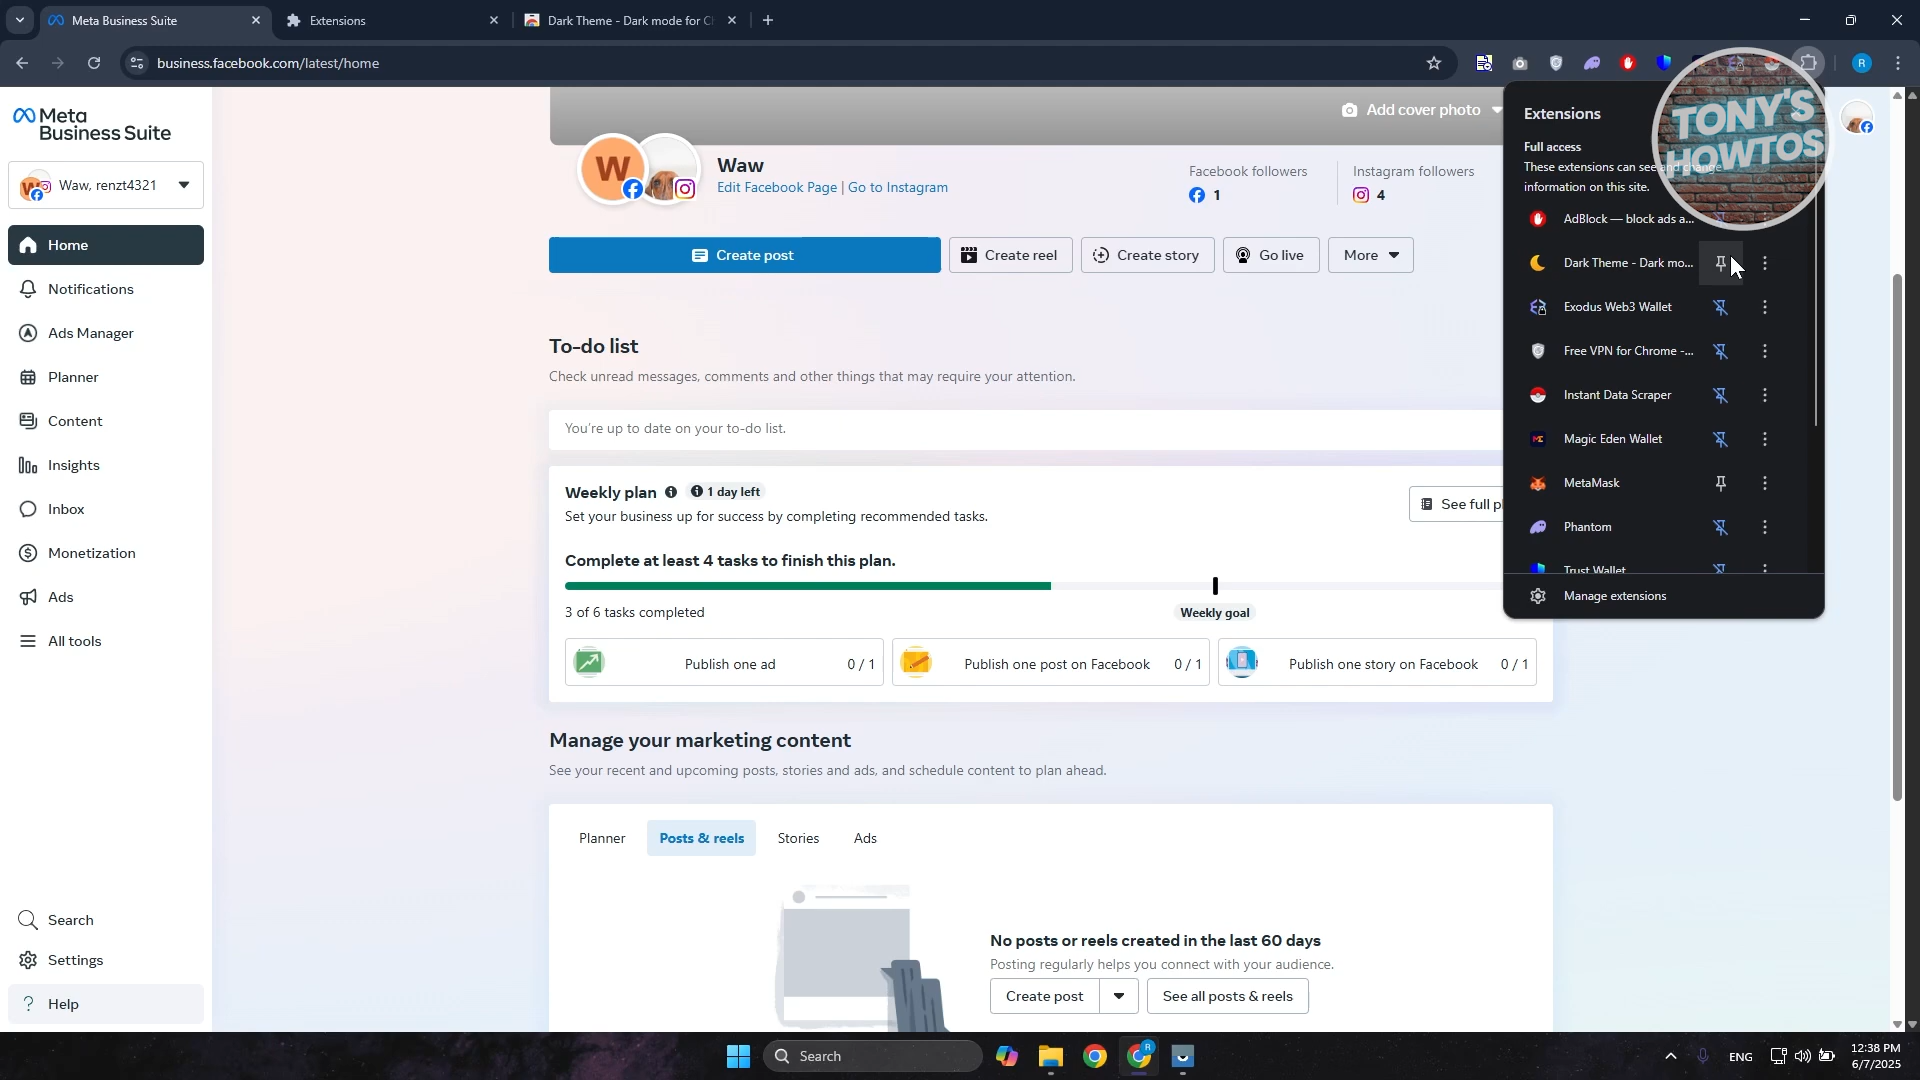 Meta Business Suite
Extensions
Dark Theme - Dark mode for C
business.facebook.com/latest/home
R
Meta
Business Suite
Waw, renzt4321
Home
Notifications
Ads Manager
Planner
Content
Insights
Inbox
Monetization
Ads
All tools
Search
Settings
Help
Add cover photo
W
Waw
Edit Facebook Page | Go to Instagram
Facebook followers
1
Instagram followers
4
Create post
Create reel
Create story
Go live
More
To-do list
Check unread messages, comments and other things that may require your attention.
You're up to date on your to-do list.
Weekly plan
1 day left
Set your business up for success by completing recommended tasks.
See full pl
Complete at least 4 tasks to finish this plan.
3 of 6 tasks completed
Weekly goal
Publish one ad 0 / 1
Publish one post on Facebook 0 / 1
Publish one story on Facebook 0 / 1
Manage your marketing content
See your recent and upcoming posts, stories and ads, and schedule content to plan ahead.
Planner
Posts & reels
Stories
Ads
No posts or reels created in the last 60 days
Posting regularly helps you connect with your audience.
Create post
See all posts & reels
Extensions
Full access
These extensions can see and change
information on this site.
AdBlock — block ads a...
Dark Theme - Dark mo...
Exodus Web3 Wallet
Free VPN for Chrome -...
Instant Data Scraper
Magic Eden Wallet
MetaMask
Phantom
Trust Wallet
Manage extensions
TONY'S
HOWTOS
Search
ENG
12:38 PM
6/7/2025